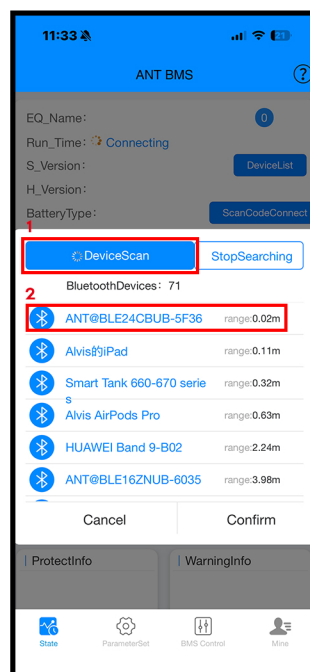 11:33
21
ANT BMS
?
EQ_Name:
0
Run_Time: Connecting
S_Version:
DeviceList
H_Version:
BatteryType:
ScanCodeConnect
1
DeviceScan
StopSearching
BluetoothDevices: 71
2
ANT@BLE24CBUB-5F36 range:0.02m
Alvis的iPad range:0.11m
Smart Tank 660-670 serie
s
range:0.32m
Alvis AirPods Pro range:0.63m
HUAWEI Band 9-B02 range:2.24m
ANT@BLE16ZNUB-6035 range:3.98m
Cancel
Confirm
ProtectInfo
WarningInfo
State
ParameterSet
BMS Control
Mine